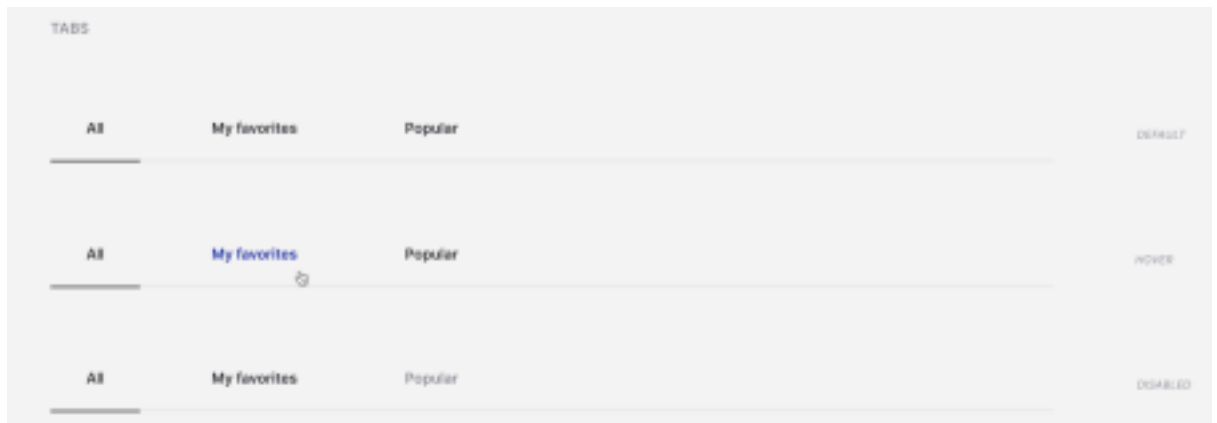 TABS
All My favorites Popular DEFAULT
All My favorites Popular HOVER
All My favorites Popular DISABLED